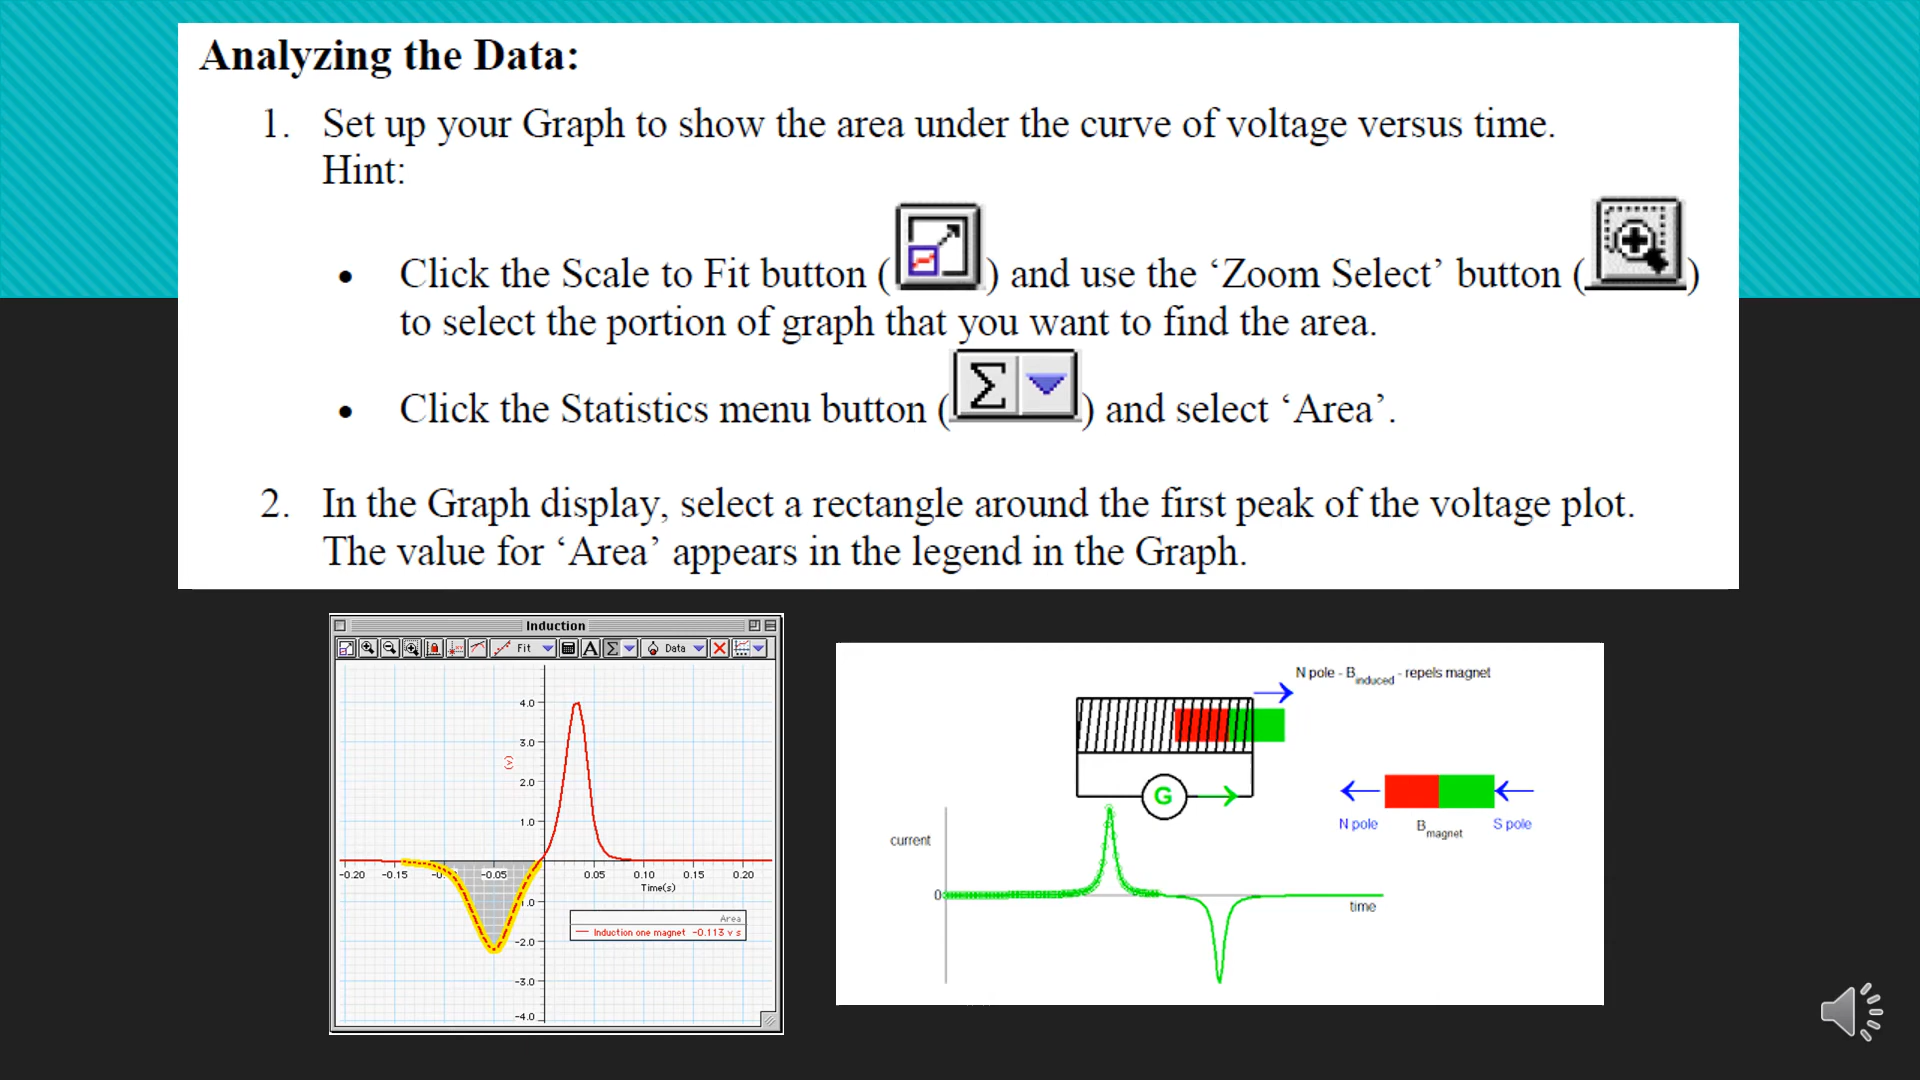 Analyzing the Data:
1. Set up your Graph to show the area under the curve of voltage versus time.
Hint:
• Click the Scale to Fit button ( ) and use the ‘Zoom Select’ button ( )
to select the portion of graph that you want to find the area.
• Click the Statistics menu button ( Σ ) and select ‘Area’.
2. In the Graph display, select a rectangle around the first peak of the voltage plot.
The value for ‘Area’ appears in the legend in the Graph.
Induction
Fit A Σ Data
4.0
3.0
(V)
2.0
1.0
-0.20 -0.15 -0.05 0.05 0.10 0.15 0.20
Time(s)
1.0
Area
Induction one magnet -0.113 v s
-2.0
-3.0
-4.0
N pole - Binduced - repels magnet
G
N pole Bmagnet S pole
current
0
time